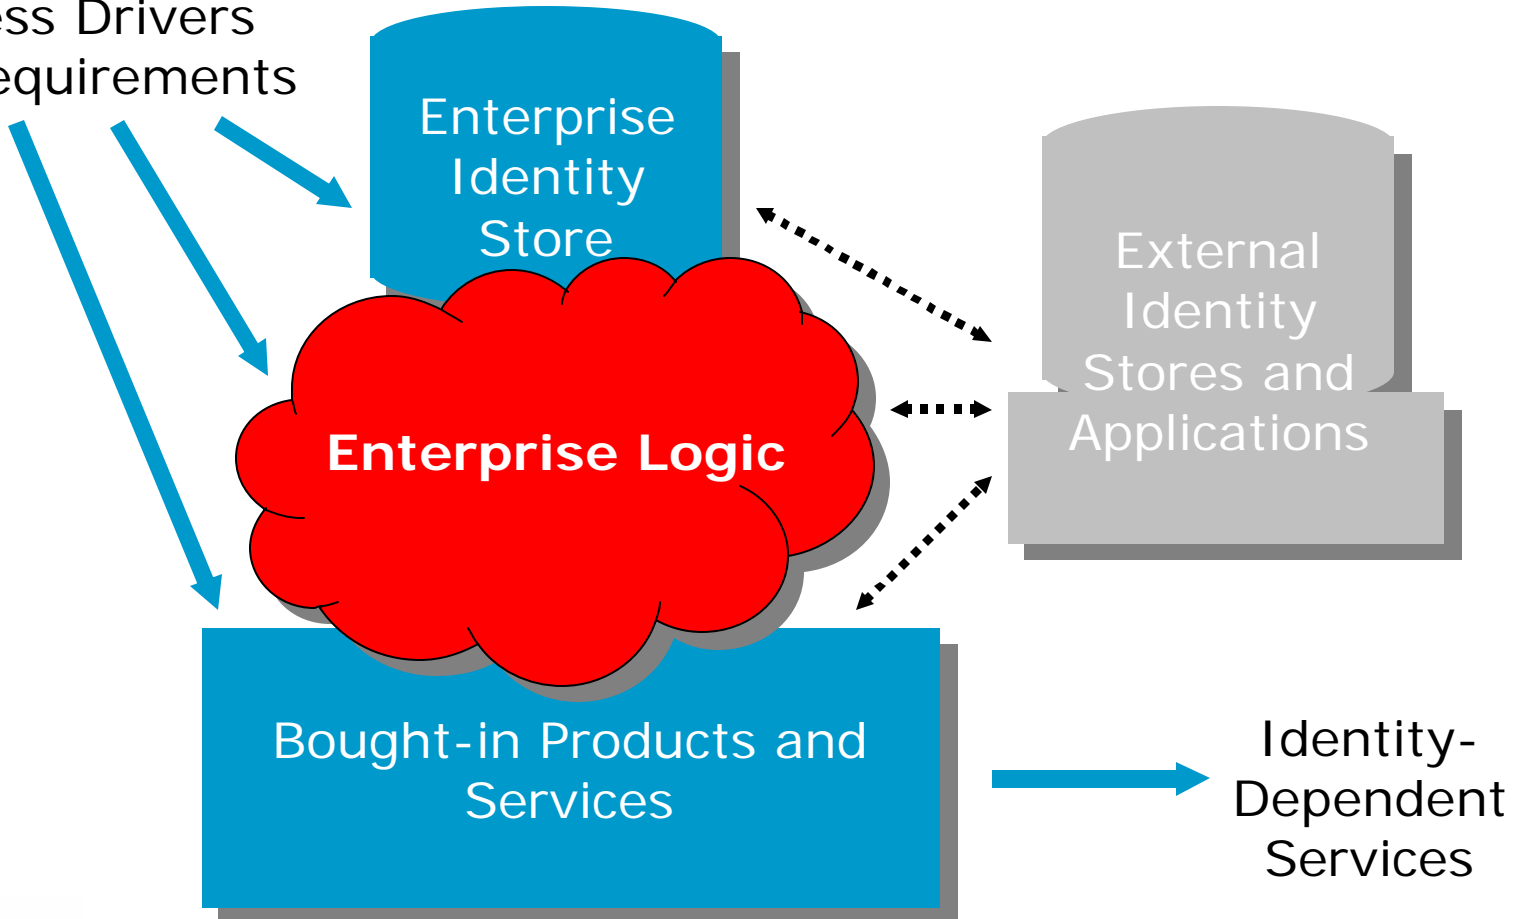 ess Drivers
equirements
Enterprise
Identity
Store
External
Identity
Stores and
Applications
Enterprise Logic
Bought-in Products and
Services
Identity-
Dependent
Services